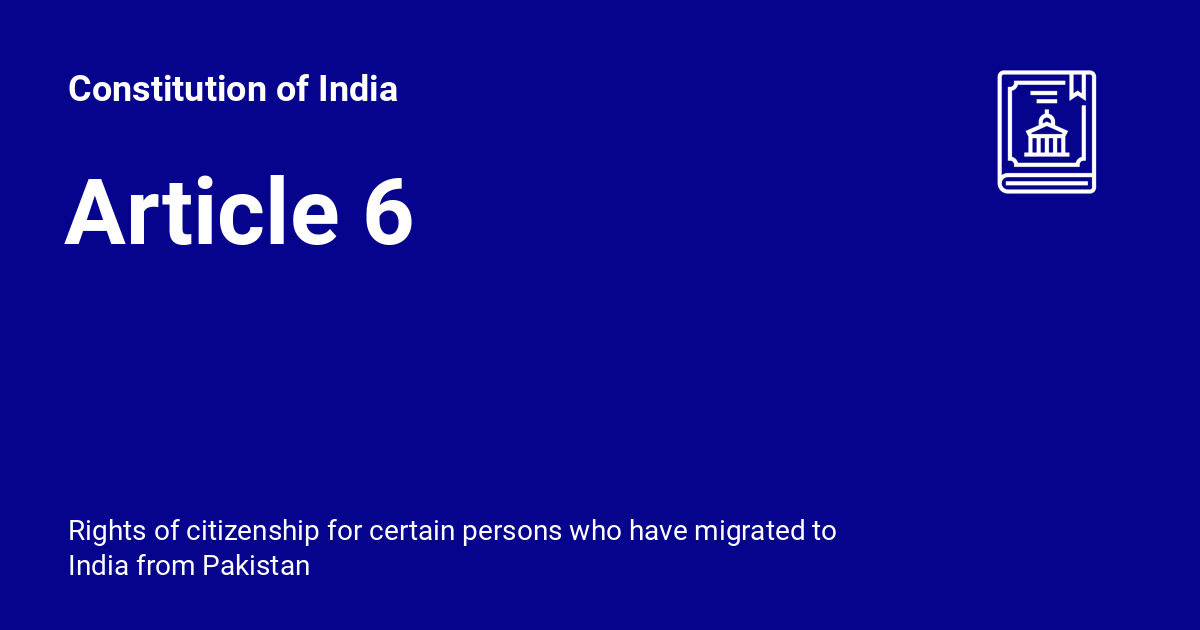 Constitution of India
Article 6
Rights of citizenship for certain persons who have migrated to
India from Pakistan